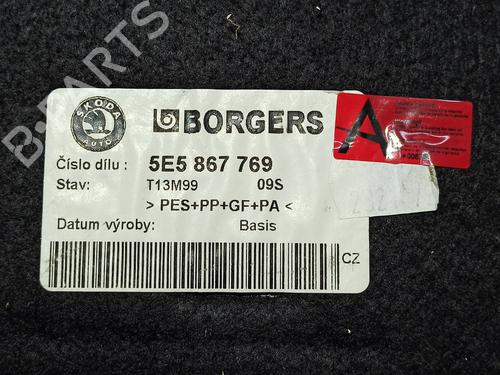 B-PARTS
SKODA
AUTO
BORGERS
Číslo dílu : 5E5 867 769
Stav: T13M99 09S
> PES+PP+GF+PA <
Datum výroby: Basis
CZ
A